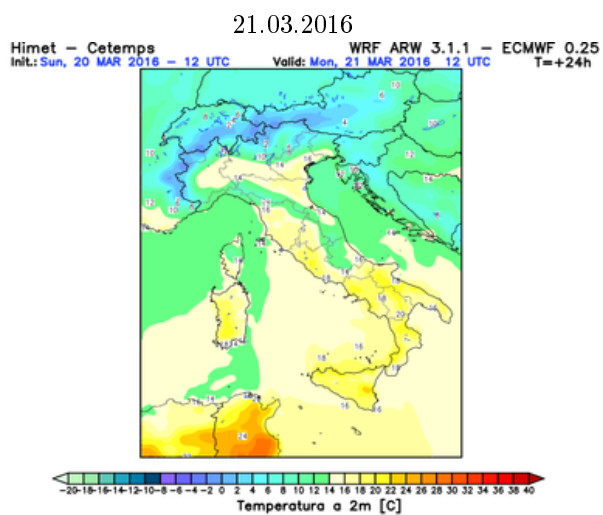 21.03.2016
Himet – Cetemps WRF ARW 3.1.1 – ECMWF 0.25
Init.: Sun, 20 MAR 2016 – 12 UTC Valid: Mon, 21 MAR 2016 12 UTC T=+24h
-20 -18 -16 -14 -12 -10 -8 -6 -4 -2 0 2 4 6 8 10 12 14 16 18 20 22 24 26 28 30 32 34 36 38 40
Temperatura a 2m [C]